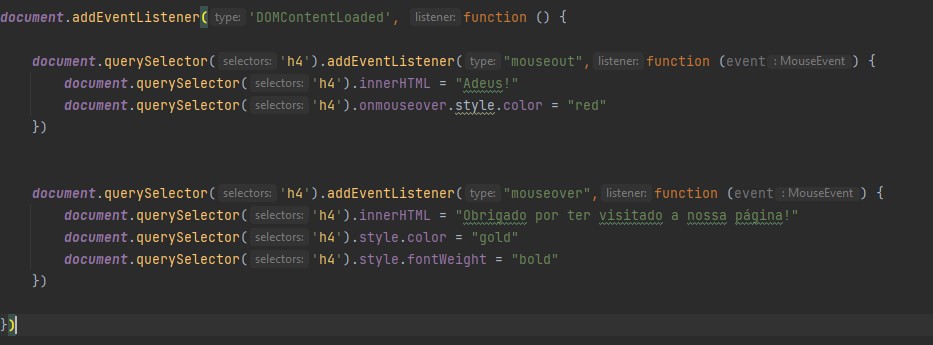 document.addEventListener( type: 'DOMContentLoaded', listener: function () {
document.querySelector( selectors: 'h4').addEventListener( type: "mouseout", listener: function (event : MouseEvent ) {
document.querySelector( selectors: 'h4').innerHTML = "Adeus!"
document.querySelector( selectors: 'h4').onmouseover.style.color = "red"
})
document.querySelector( selectors: 'h4').addEventListener( type: "mouseover", listener: function (event : MouseEvent ) {
document.querySelector( selectors: 'h4').innerHTML = "Obrigado por ter visitado a nossa página!"
document.querySelector( selectors: 'h4').style.color = "gold"
document.querySelector( selectors: 'h4').style.fontWeight = "bold"
})
})